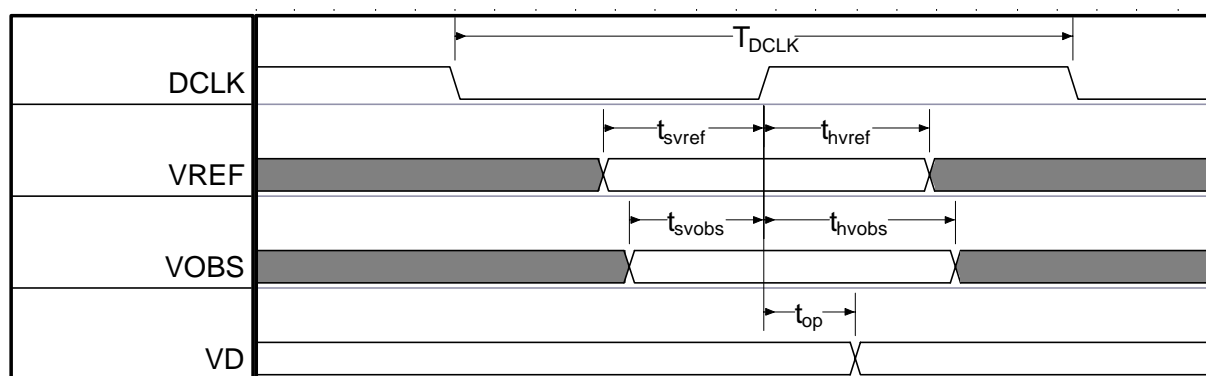 T_DCLK
DCLK
t_svref t_hvref
VREF
t_svobs t_hvobs
VOBS
t_op
VD